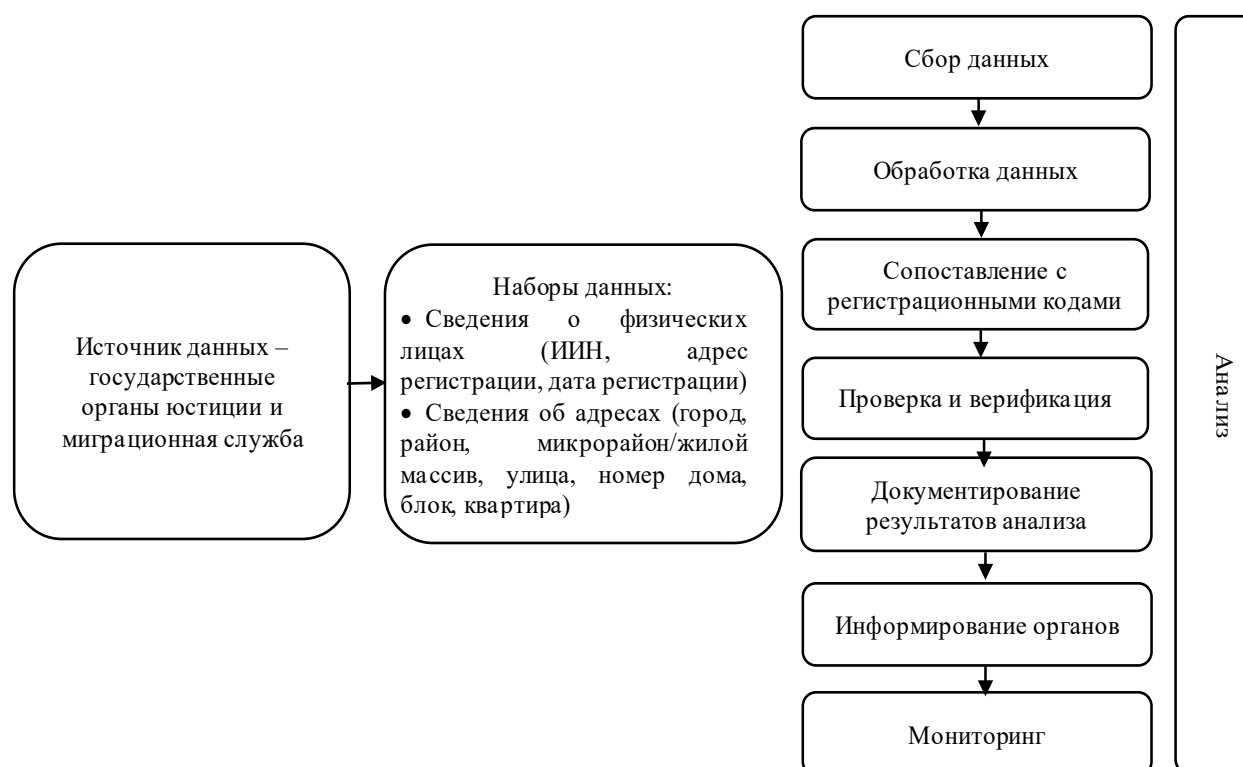 Источник данных –
государственные
органы юстиции и
миграционная служба
Наборы данных:
• Сведения о физических
лицах (ИИН, адрес
регистрации, дата регистрации)
• Сведения об адресах (город,
район, микрорайон/жилой
массив, улица, номер дома,
блок, квартира)
Сбор данных
Обработка данных
Сопоставление с
регистрационными кодами
Проверка и верификация
Документирование
результатов анализа
Информирование органов
Мониторинг
Анализ